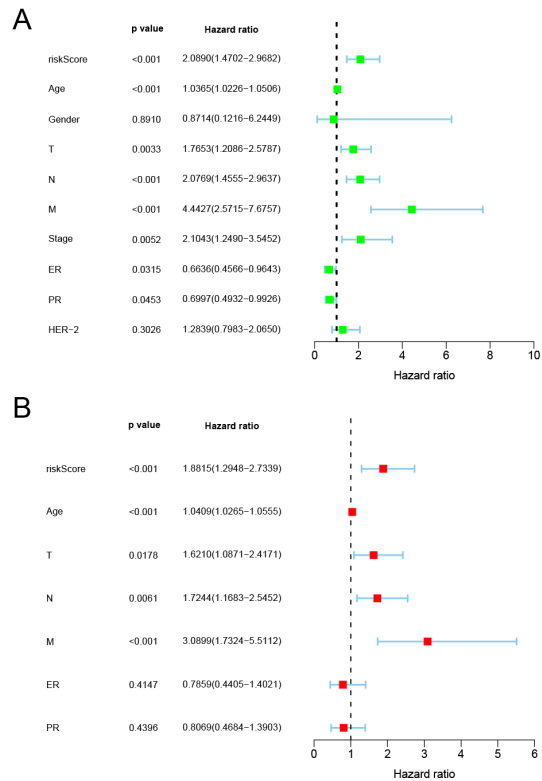 A
p value Hazard ratio
riskScore <0.001 2.0890(1.4702−2.9682)
Age <0.001 1.0365(1.0226−1.0506)
Gender 0.8910 0.8714(0.1216−6.2449)
T 0.0033 1.7653(1.2086−2.5787)
N <0.001 2.0769(1.4555−2.9637)
M <0.001 4.4427(2.5715−7.6757)
Stage 0.0052 2.1043(1.2490−3.5452)
ER 0.0315 0.6636(0.4566−0.9643)
PR 0.0453 0.6997(0.4932−0.9926)
HER−2 0.3026 1.2839(0.7983−2.0650)
0 2 4 6 8 10
Hazard ratio
B
p value Hazard ratio
riskScore <0.001 1.8815(1.2948−2.7339)
Age <0.001 1.0409(1.0265−1.0555)
T 0.0178 1.6210(1.0871−2.4171)
N 0.0061 1.7244(1.1683−2.5452)
M <0.001 3.0899(1.7324−5.5112)
ER 0.4147 0.7859(0.4405−1.4021)
PR 0.4396 0.8069(0.4684−1.3903)
0 1 2 3 4 5 6
Hazard ratio